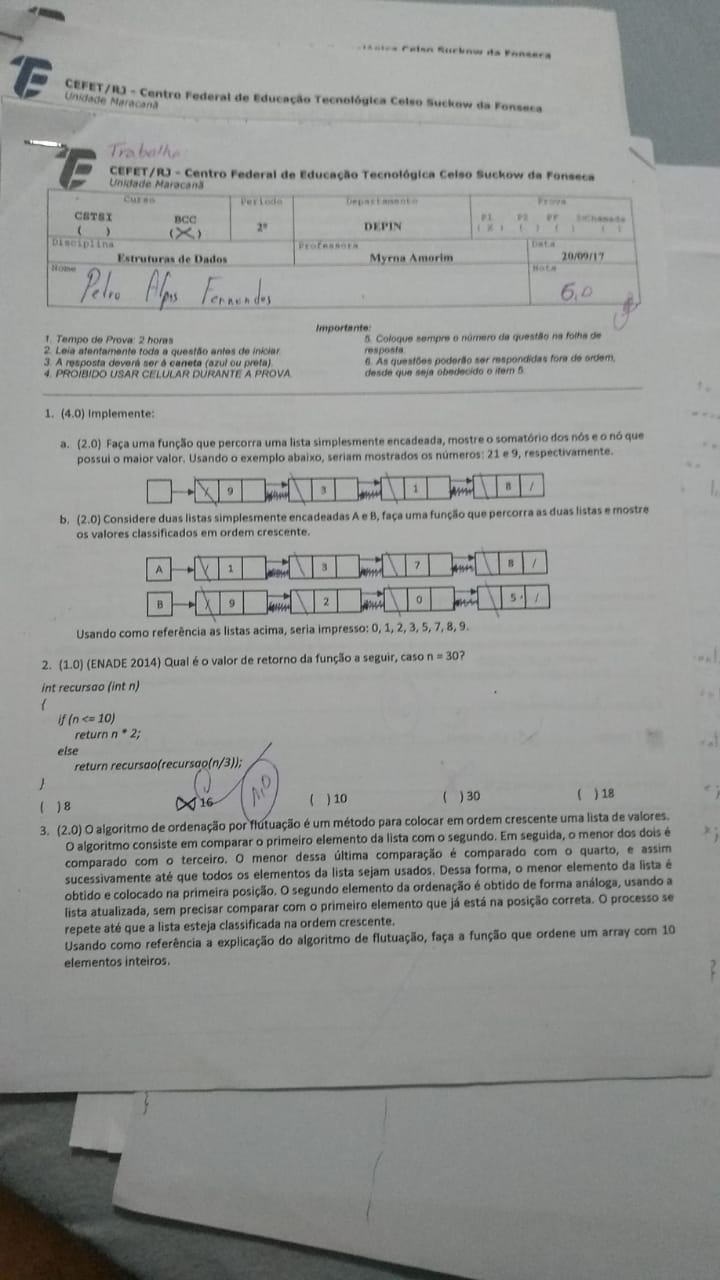 Celso Suckow da Fonseca
CEFET/RJ - Centro Federal de Educação Tecnológica Celso Suckow da Fonseca
Unidade Maracanã
Trabalho
CEFET/RJ - Centro Federal de Educação Tecnológica Celso Suckow da Fonseca
Unidade Maracanã
Curso Período Departamento Prova
CSTSI BCC 2º DEPIN P1 P2 PF 2ªChamada
( ) (X) ( X ) ( ) ( ) ( )
Disciplina Professora Data
Estruturas de Dados Myrna Amorim 20/09/17
Nome Nota
Pedro Alpes Fernandes 6,0
Importante:
1. Tempo de Prova: 2 horas
2. Leia atentamente toda a questão antes de iniciar.
3. A resposta deverá ser à caneta (azul ou preta).
4. PROIBIDO USAR CELULAR DURANTE A PROVA.
5. Coloque sempre o número da questão na folha de
resposta.
6. As questões poderão ser respondidas fora de ordem,
desde que seja obedecido o item 5.
1. (4.0) Implemente:
a. (2.0) Faça uma função que percorra uma lista simplesmente encadeada, mostre o somatório dos nós e o nó que
possui o maior valor. Usando o exemplo abaixo, seriam mostrados os números: 21 e 9, respectivamente.
9 3 1 8 /
b. (2.0) Considere duas listas simplesmente encadeadas A e B, faça uma função que percorra as duas listas e mostre
os valores classificados em ordem crescente.
A 1 3 7 8 /
B 9 2 0 5 /
Usando como referência as listas acima, seria impresso: 0, 1, 2, 3, 5, 7, 8, 9.
2. (1.0) (ENADE 2014) Qual é o valor de retorno da função a seguir, caso n = 30?
int recursao (int n)
{
if (n <= 10)
return n * 2;
else
return recursao(recursao(n/3));
}
( ) 8 (X) 16 ( ) 10 ( ) 30 ( ) 18
1,0
3. (2.0) O algoritmo de ordenação por flutuação é um método para colocar em ordem crescente uma lista de valores.
O algoritmo consiste em comparar o primeiro elemento da lista com o segundo. Em seguida, o menor dos dois é
comparado com o terceiro. O menor dessa última comparação é comparado com o quarto, e assim
sucessivamente até que todos os elementos da lista sejam usados. Dessa forma, o menor elemento da lista é
obtido e colocado na primeira posição. O segundo elemento da ordenação é obtido de forma análoga, usando a
lista atualizada, sem precisar comparar com o primeiro elemento que já está na posição correta. O processo se
repete até que a lista esteja classificada na ordem crescente.
Usando como referência a explicação do algoritmo de flutuação, faça a função que ordene um array com 10
elementos inteiros.